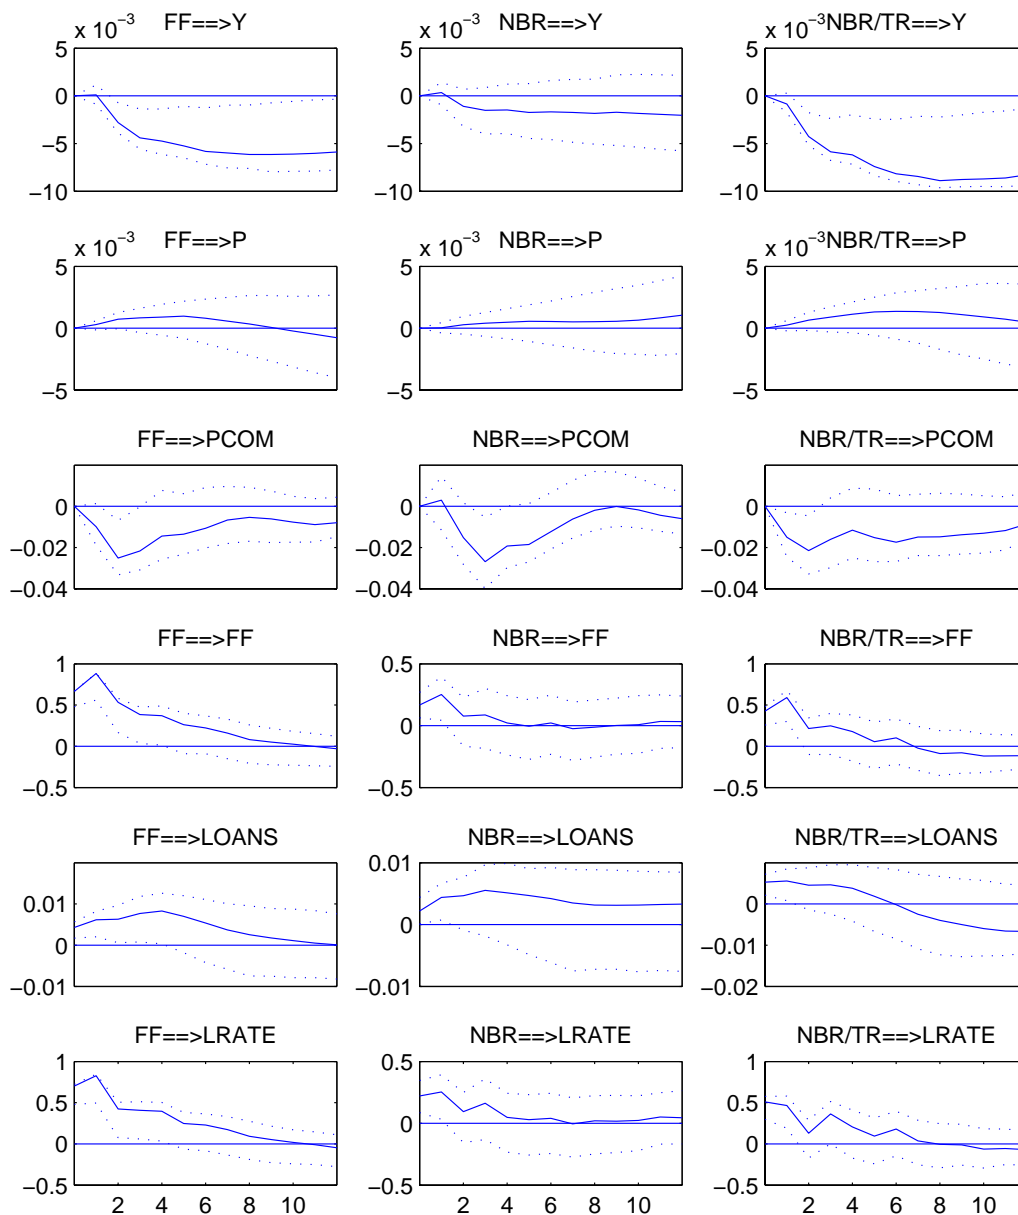 x 10⁻³ FF==>Y
x 10⁻³ NBR==>Y
x 10⁻³ NBR/TR==>Y
5
0
−5
−10
5
0
−5
−10
5
0
−5
−10
x 10⁻³ FF==>P
x 10⁻³ NBR==>P
x 10⁻³ NBR/TR==>P
5
0
−5
5
0
−5
5
0
−5
FF==>PCOM
NBR==>PCOM
NBR/TR==>PCOM
0
−0.02
−0.04
0
−0.02
−0.04
0
−0.02
−0.04
FF==>FF
NBR==>FF
NBR/TR==>FF
1
0.5
0
−0.5
0.5
0
−0.5
1
0.5
0
−0.5
FF==>LOANS
NBR==>LOANS
NBR/TR==>LOANS
0.01
0
−0.01
0.01
0
−0.01
0
−0.01
−0.02
FF==>LRATE
NBR==>LRATE
NBR/TR==>LRATE
1
0.5
0
−0.5
0.5
0
−0.5
1
0.5
0
−0.5
2 4 6 8 10
2 4 6 8 10
2 4 6 8 10